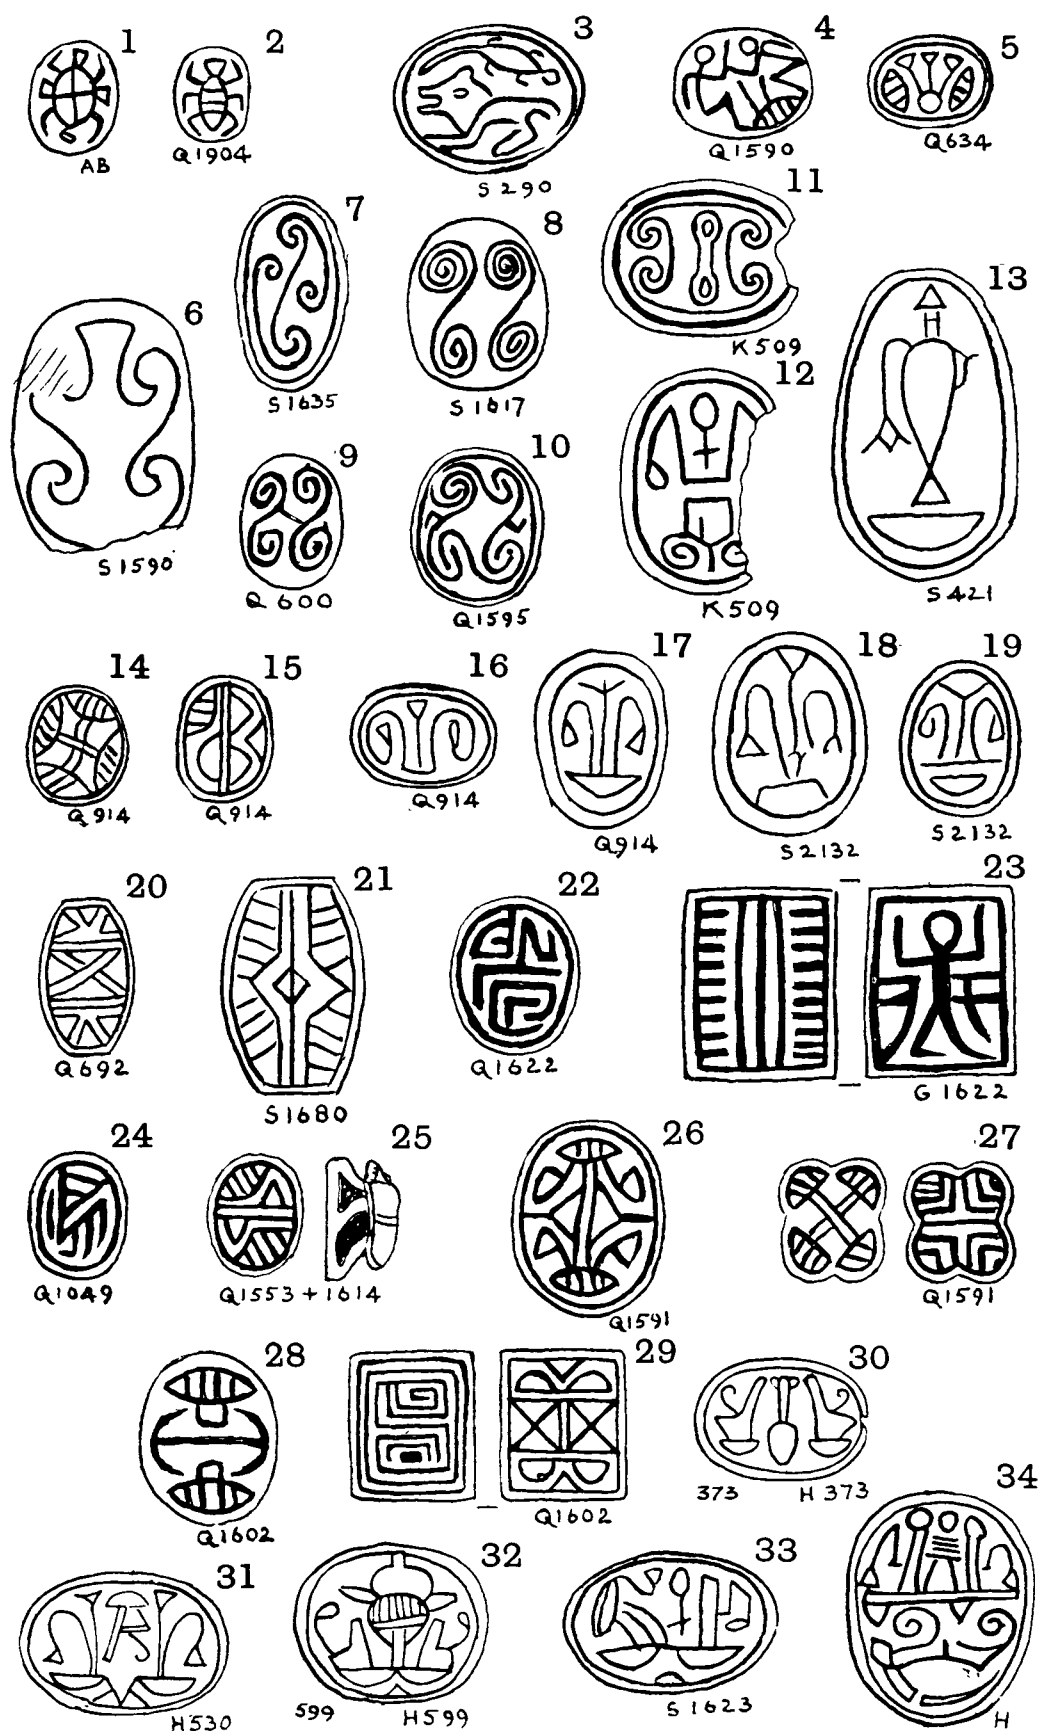 1 2 3 4 5
AB Q1904 S290 Q1590 Q634
6 7 8 11 13
S1590 S1635 S1617 K509 S421
9 10 12
Q600 Q1595 K509
14 15 16 17 18 19
Q914 Q914 Q914 Q914 S2132 S2132
20 21 22 23
Q692 S1680 Q1622 G1622
24 25 26 27
Q1049 Q1553+1614 Q1591 Q1591
28 29 30 34
Q1602 Q1602 373 H373
31 32 33
H530 599 H599 S1623 H